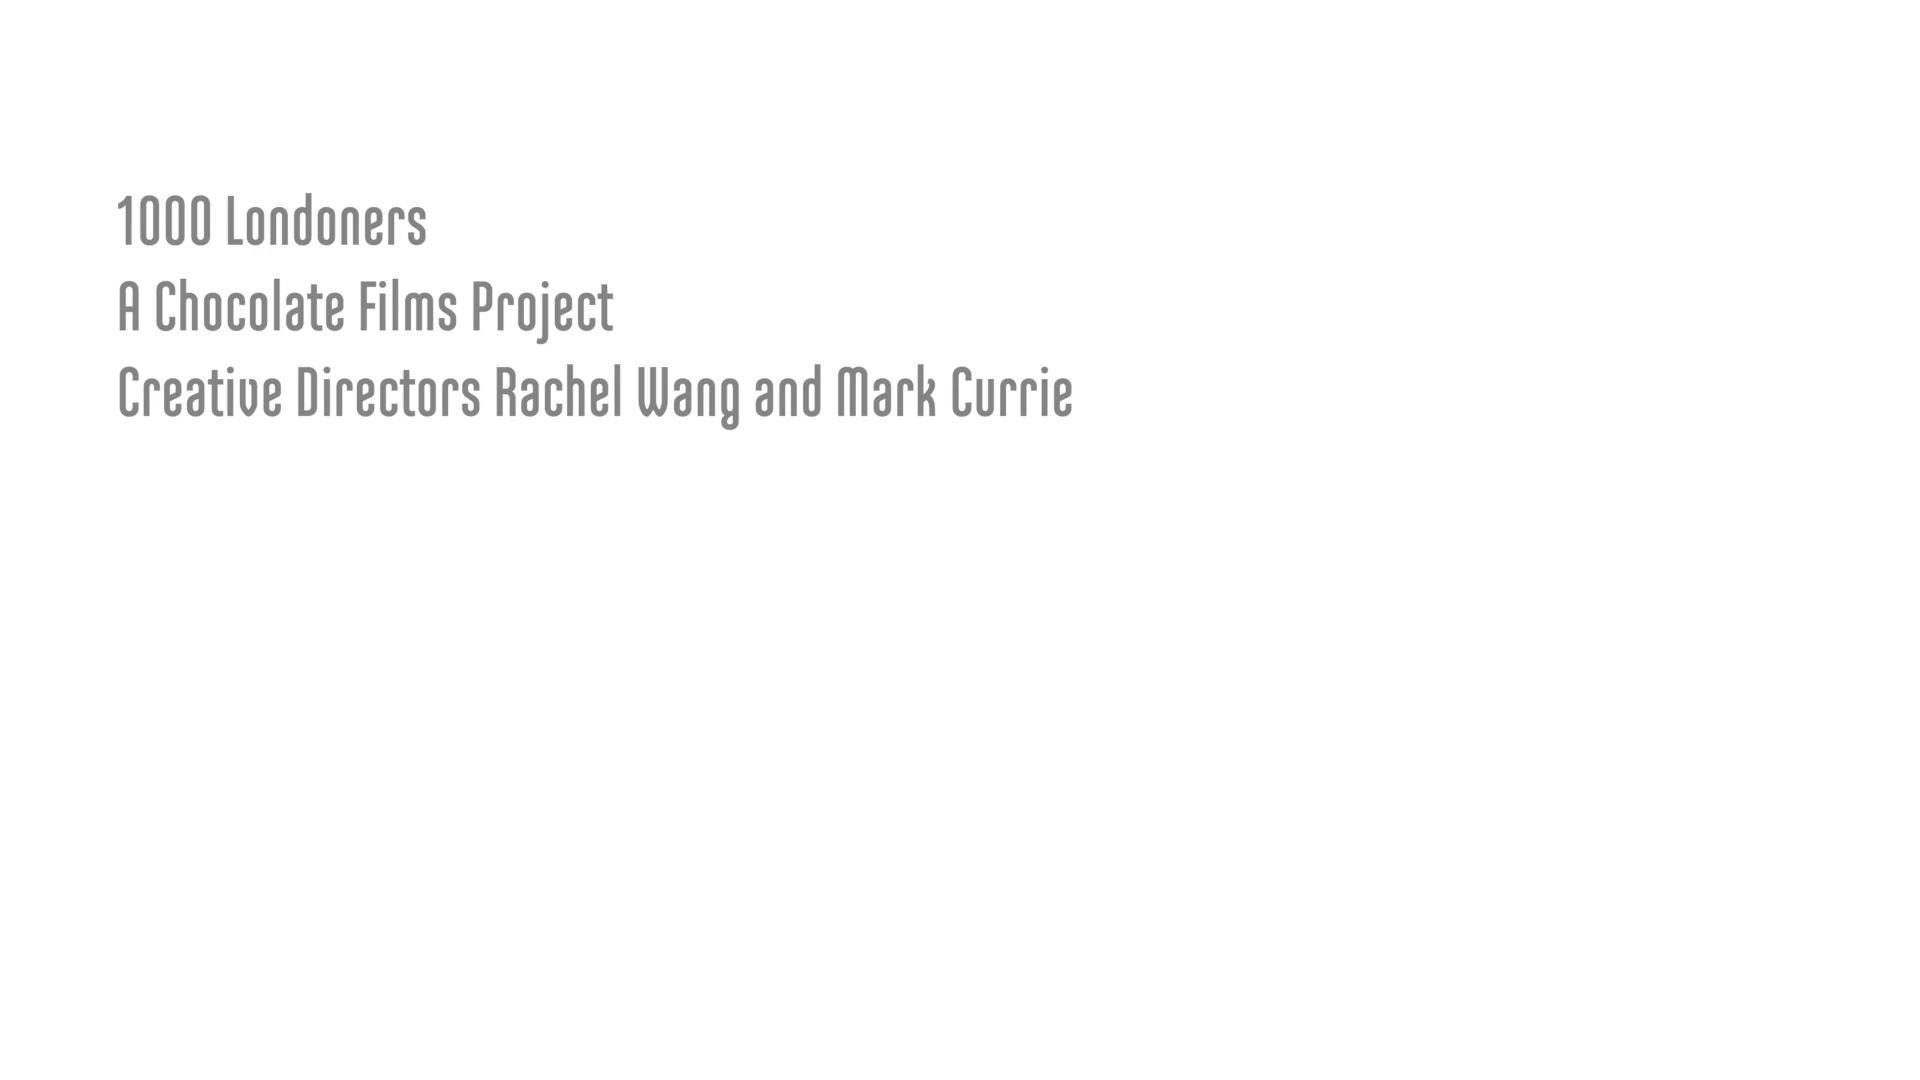 1000 Londoners
A Chocolate Films Project
Creative Directors Rachel Wang and Mark Currie